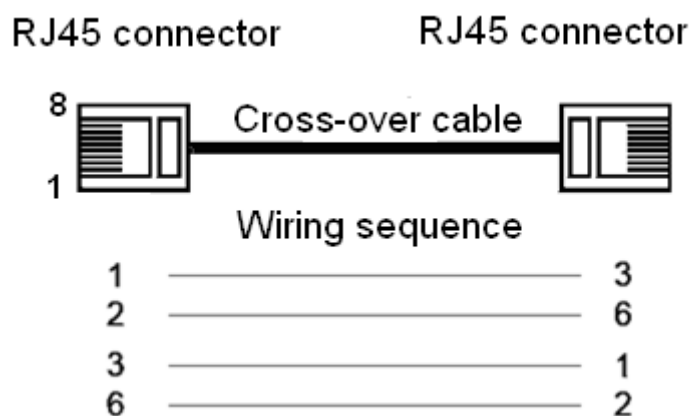 RJ45 connector RJ45 connector
8
Cross-over cable
1
Wiring sequence
1 3
2 6
3 1
6 2